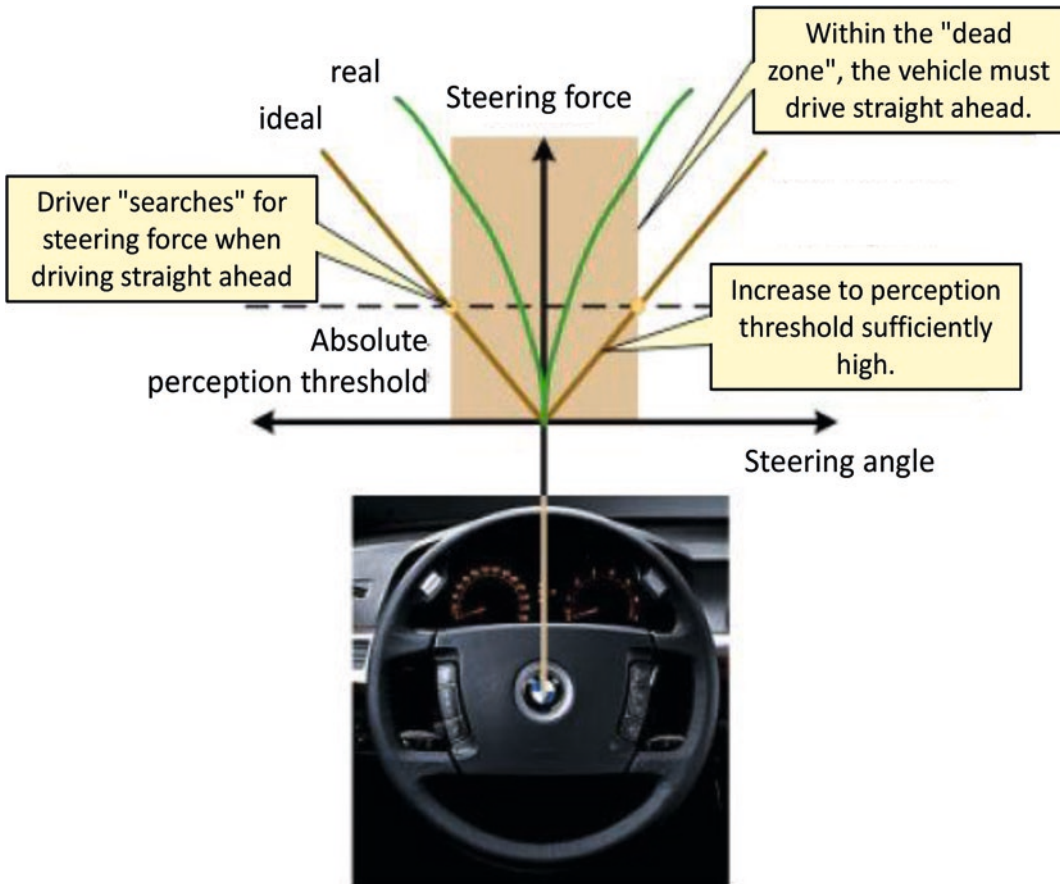 real
ideal
Steering force
Within the "dead
zone", the vehicle must
drive straight ahead.
Driver "searches" for
steering force when
driving straight ahead
Absolute
perception threshold
Increase to perception
threshold sufficiently
high.
Steering angle